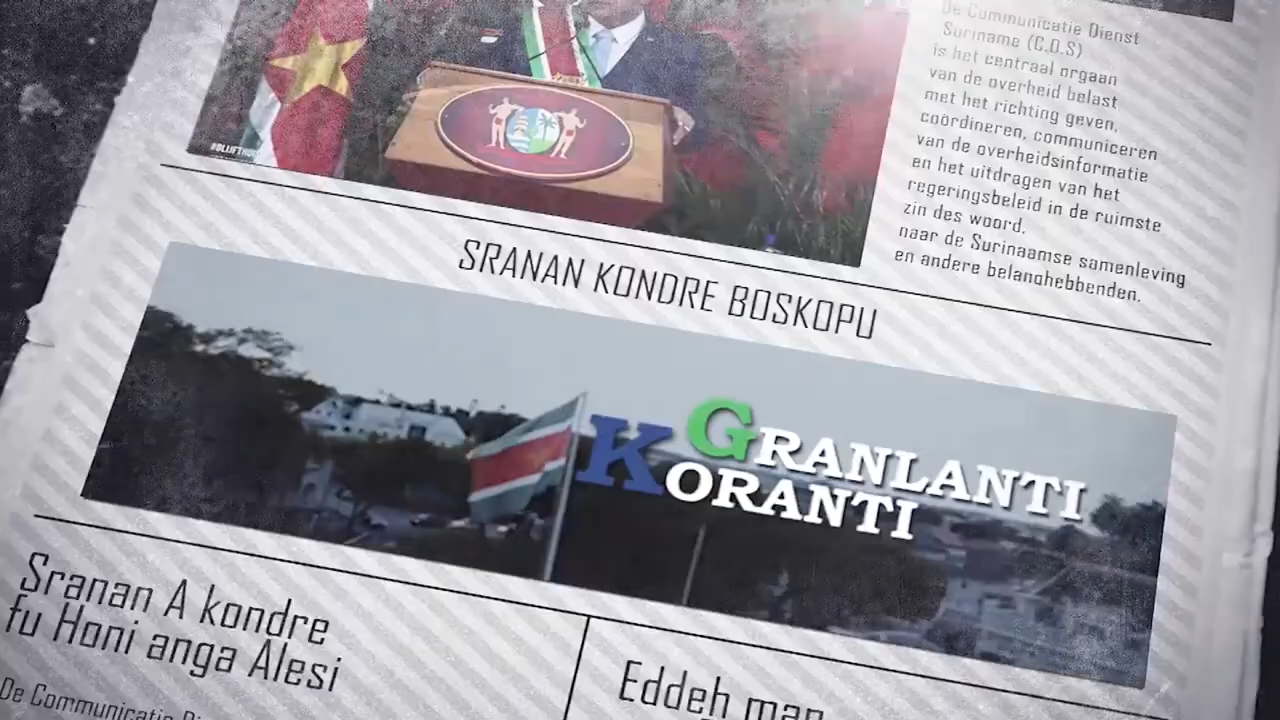 De Communicatie Dienst
Suriname (C.D.S)
is het centraal orgaan
van de overheid belast
met het richting geven,
coördineren, communiceren
van de overheidsinformatie
en het uitdragen van het
regeringsbeleid in de ruimste
zin des woord.
naar de Surinaamse samenleving
en andere belanghebbenden.
SRANAN KONDRE BOSKOPU
GRANLANTI
KORANTI
Sranan A kondre
fu Honi anga Alesi
De Communicatie
Eddeh man